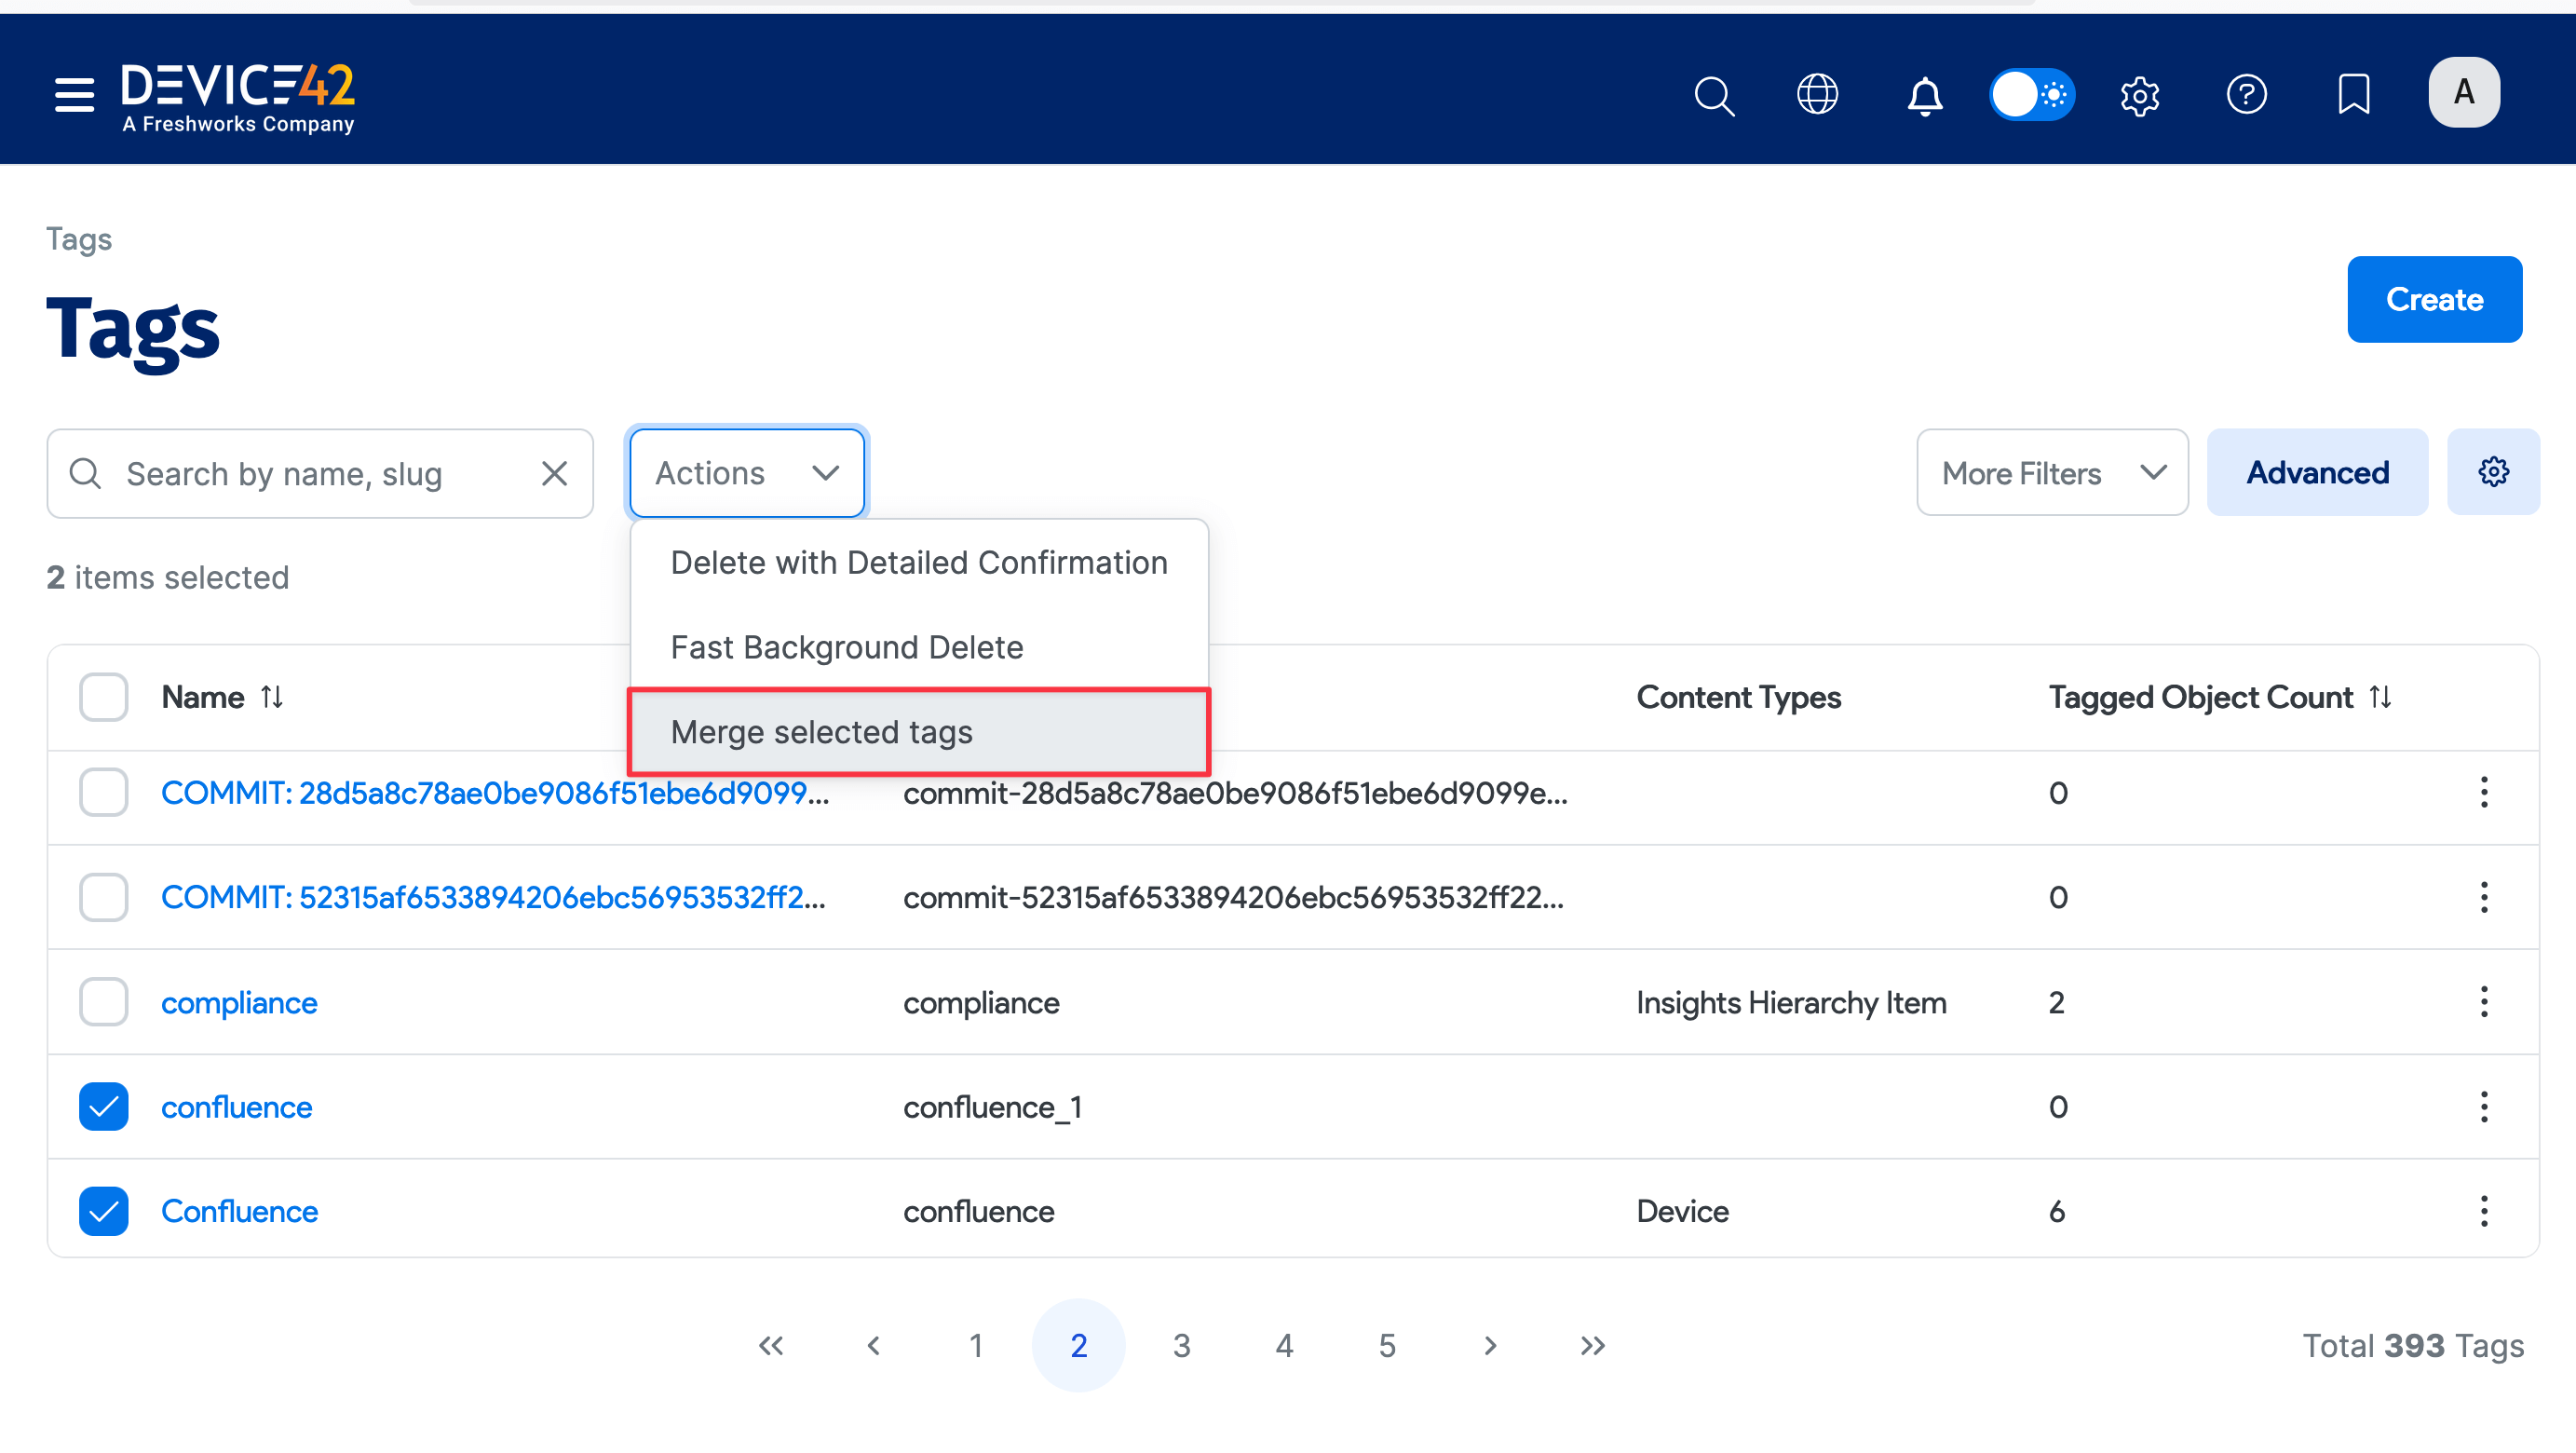 DEVICE42
A Freshworks Company
A
Tags
Tags
Create
Search by name, slug
Actions
More Filters
Advanced
2 items selected
Delete with Detailed Confirmation
Fast Background Delete
Merge selected tags
Name Content Types Tagged Object Count
COMMIT: 28d5a8c78ae0be9086f51ebe6d9099... commit-28d5a8c78ae0be9086f51ebe6d9099e... 0
COMMIT: 52315af6533894206ebc56953532ff2... commit-52315af6533894206ebc56953532ff22... 0
compliance compliance Insights Hierarchy Item 2
confluence confluence_1 0
Confluence confluence Device 6
« ‹ 1 2 3 4 5 › » Total 393 Tags